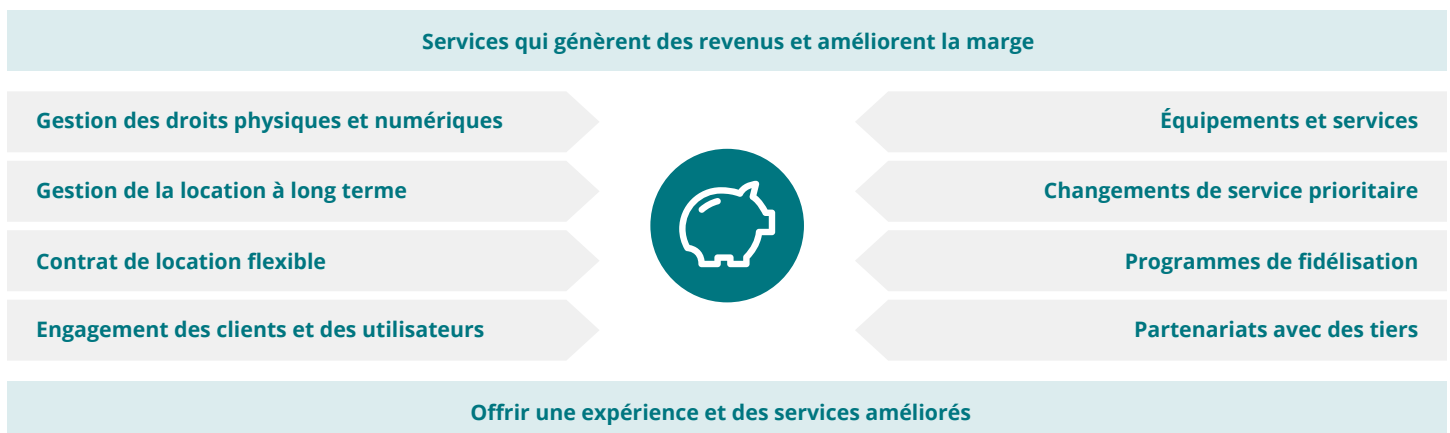 Services qui génèrent des revenus et améliorent la marge
Gestion des droits physiques et numériques
Gestion de la location à long terme
Contrat de location flexible
Engagement des clients et des utilisateurs
Équipements et services
Changements de service prioritaire
Programmes de fidélisation
Partenariats avec des tiers
Offrir une expérience et des services améliorés